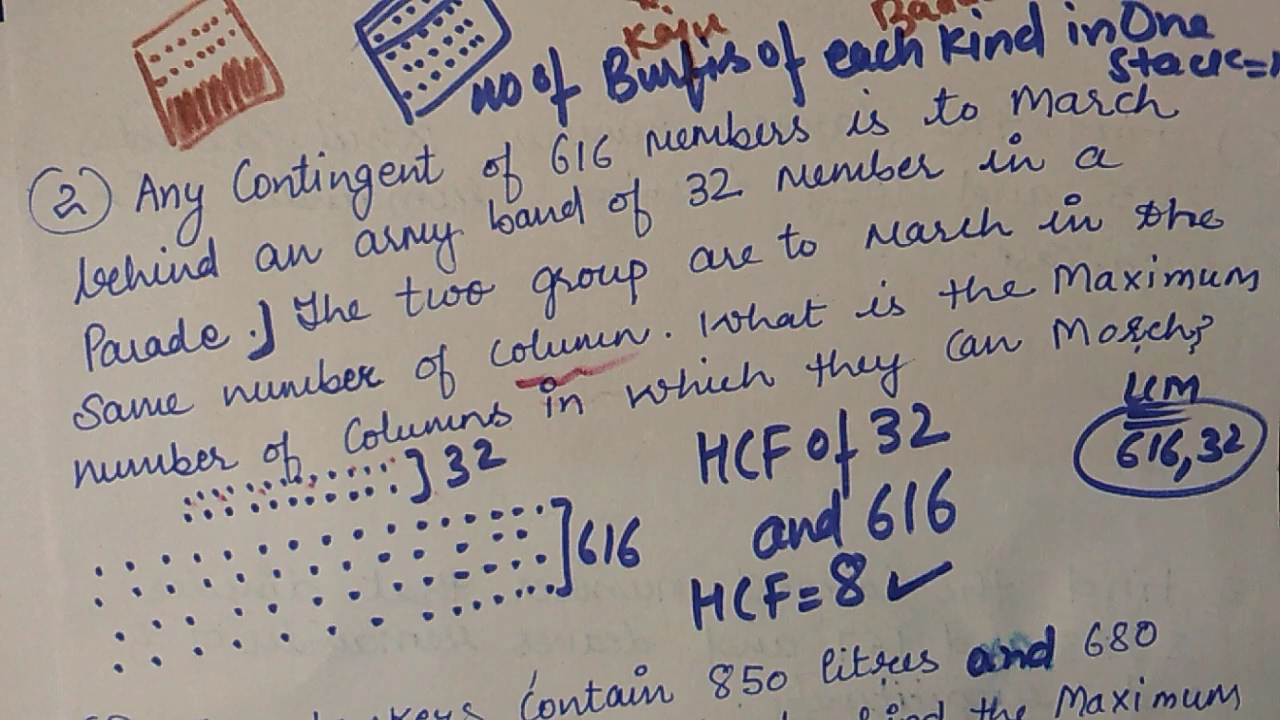 Kaju
no of Burfis of each kind in One
Stack=
(2) Any Contingent of 616 members is to March
behind an army band of 32 member in a
Parade.] The two group are to March in the
Same number of Column. What is the Maximum
number of Columns in which they can March?
LCM
616,32
]32
HCF of 32
and 616
]616
HCF=8 ✓
contain 850 litres and 680
the Maximum